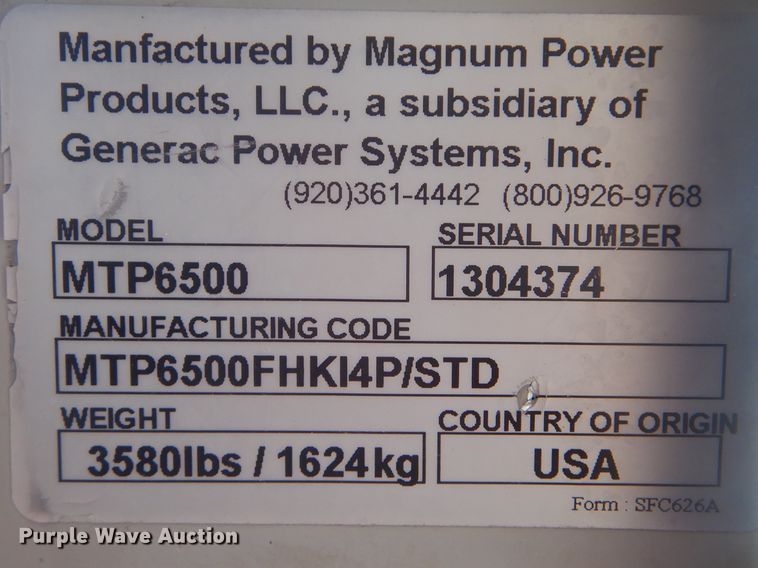 Manfactured by Magnum Power
Products, LLC., a subsidiary of
Generac Power Systems, Inc.
(920)361-4442 (800)926-9768
MODEL SERIAL NUMBER
MTP6500 1304374
MANUFACTURING CODE
MTP6500FHKI4P/STD
WEIGHT COUNTRY OF ORIGIN
3580lbs / 1624kg USA
Form : SFC626A
Purple Wave Auction